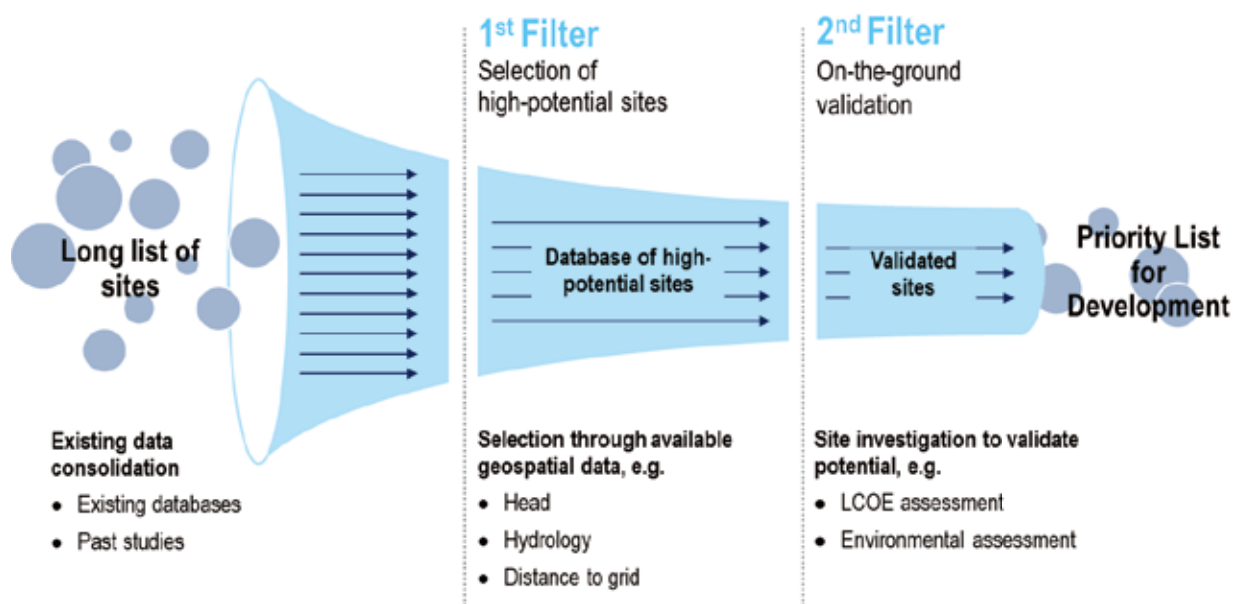 1st Filter
Selection of
high-potential sites
2nd Filter
On-the-ground
validation
Long list of
sites
Database of high-
potential sites
Validated
sites
Priority List
for
Development
Existing data
consolidation
• Existing databases
• Past studies
Selection through available
geospatial data, e.g.
• Head
• Hydrology
• Distance to grid
Site investigation to validate
potential, e.g.
• LCOE assessment
• Environmental assessment